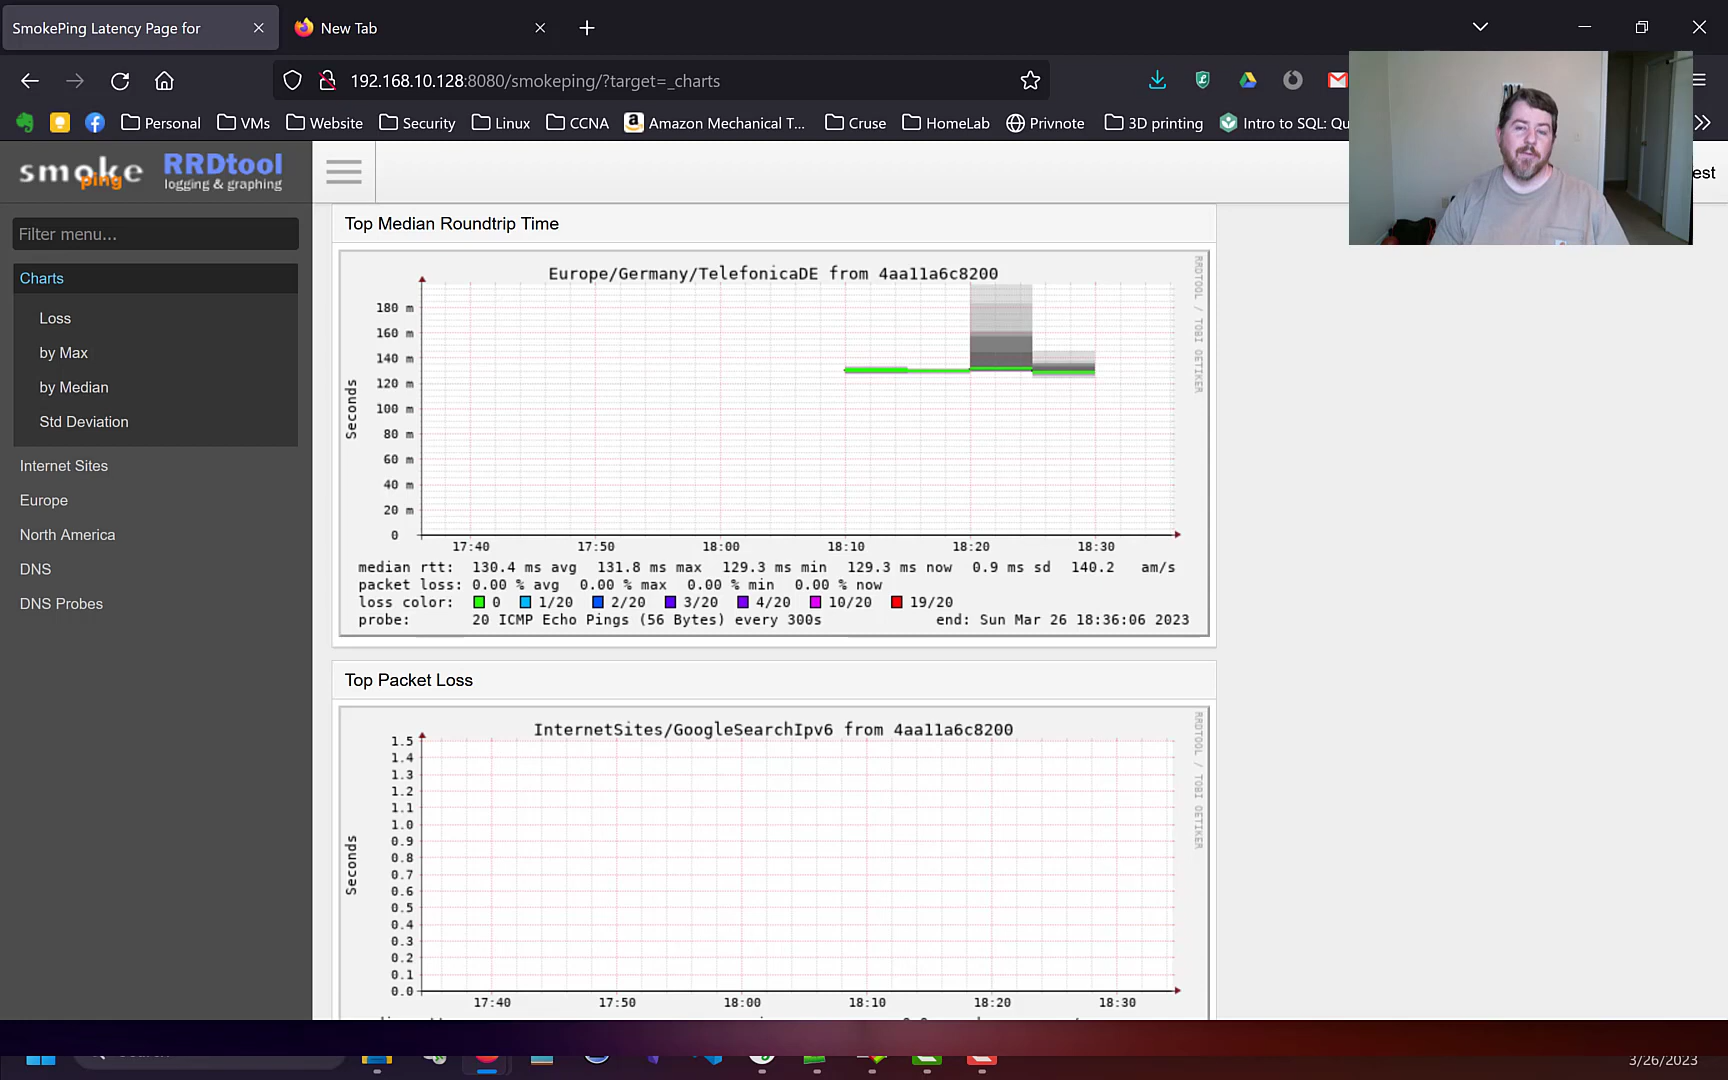 SmokePing Latency Page for
New Tab
192.168.10.128:8080/smokeping/?target=_charts
Personal
VMs
Website
Security
Linux
CCNA
Amazon Mechanical T...
Cruse
HomeLab
Privnote
3D printing
Intro to SQL: Qu
smoke ping
RRDtool
logging & graphing
est
Filter menu...
Charts
Loss
by Max
by Median
Std Deviation
Internet Sites
Europe
North America
DNS
DNS Probes
Top Median Roundtrip Time
Europe/Germany/TelefonicaDE from 4aa11a6c8200
RRDTOOL / TOBI OETIKER
Seconds
180 m
160 m
140 m
120 m
100 m
80 m
60 m
40 m
20 m
0
17:40 17:50 18:00 18:10 18:20 18:30
median rtt: 130.4 ms avg 131.8 ms max 129.3 ms min 129.3 ms now 0.9 ms sd 140.2 am/s
packet loss: 0.00 % avg 0.00 % max 0.00 % min 0.00 % now
loss color: 0 1/20 2/20 3/20 4/20 10/20 19/20
probe: 20 ICMP Echo Pings (56 Bytes) every 300s end: Sun Mar 26 18:36:06 2023
Top Packet Loss
InternetSites/GoogleSearchIpv6 from 4aa11a6c8200
RRDTOOL / TOBI OETIKER
Seconds
1.5
1.4
1.3
1.2
1.1
1.0
0.9
0.8
0.7
0.6
0.5
0.4
0.3
0.2
0.1
0.0
17:40 17:50 18:00 18:10 18:20 18:30
Search
3/26/2023